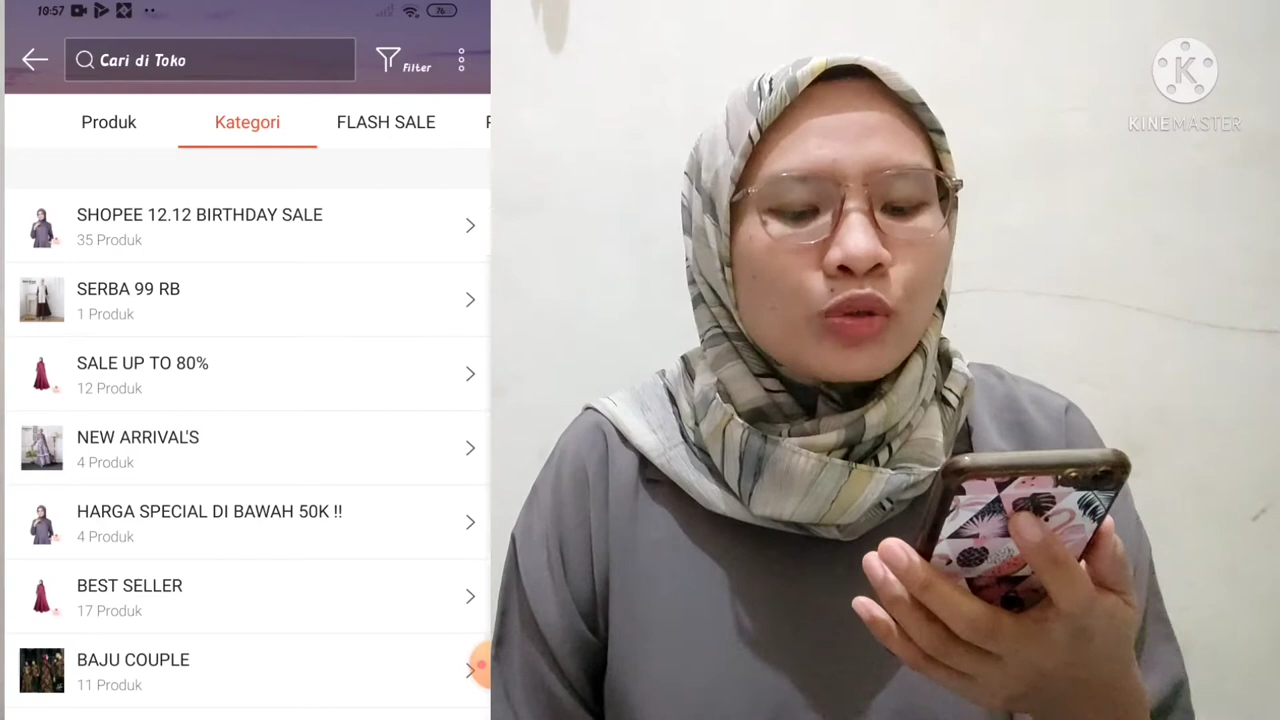 10:57
76
Cari di Toko
Filter
Produk
Kategori
FLASH SALE
SHOPEE 12.12 BIRTHDAY SALE
35 Produk
SERBA 99 RB
1 Produk
SALE UP TO 80%
12 Produk
NEW ARRIVAL'S
4 Produk
HARGA SPECIAL DI BAWAH 50K !!
4 Produk
BEST SELLER
17 Produk
BAJU COUPLE
11 Produk
K
KINEMASTER